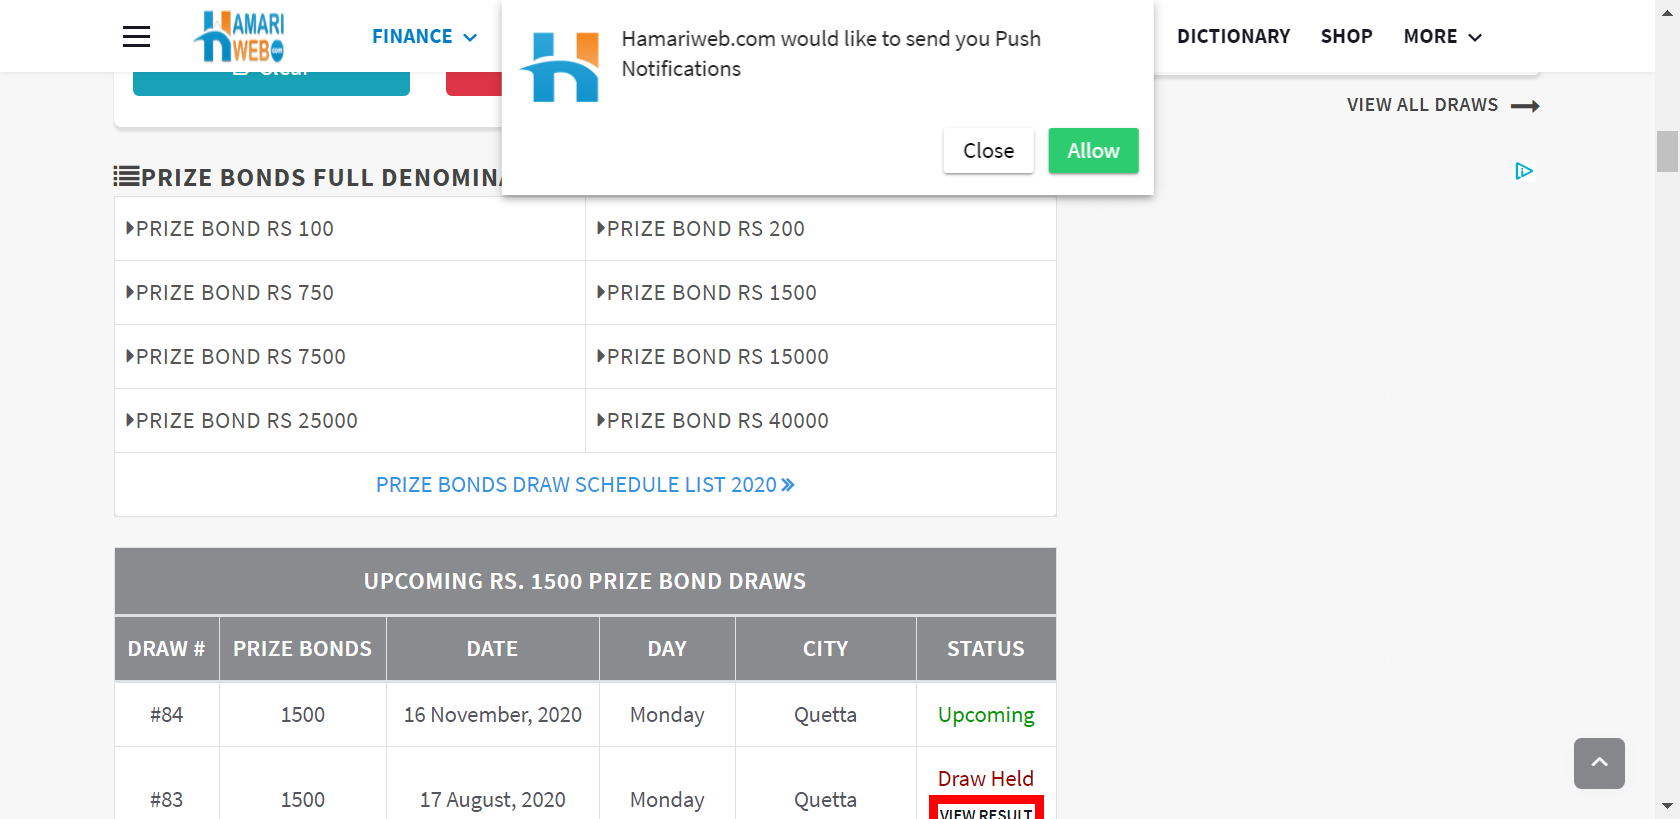 HAMARI
WEB.com
FINANCE
DICTIONARY
SHOP
MORE
Hamariweb.com would like to send you Push
Notifications
Close
Allow
Clear
VIEW ALL DRAWS
PRIZE BONDS FULL DENOMINA
PRIZE BOND RS 100
PRIZE BOND RS 200
PRIZE BOND RS 750
PRIZE BOND RS 1500
PRIZE BOND RS 7500
PRIZE BOND RS 15000
PRIZE BOND RS 25000
PRIZE BOND RS 40000
PRIZE BONDS DRAW SCHEDULE LIST 2020
UPCOMING RS. 1500 PRIZE BOND DRAWS
DRAW # PRIZE BONDS DATE DAY CITY STATUS
#84 1500 16 November, 2020 Monday Quetta Upcoming
#83 1500 17 August, 2020 Monday Quetta Draw Held
VIEW RESULT